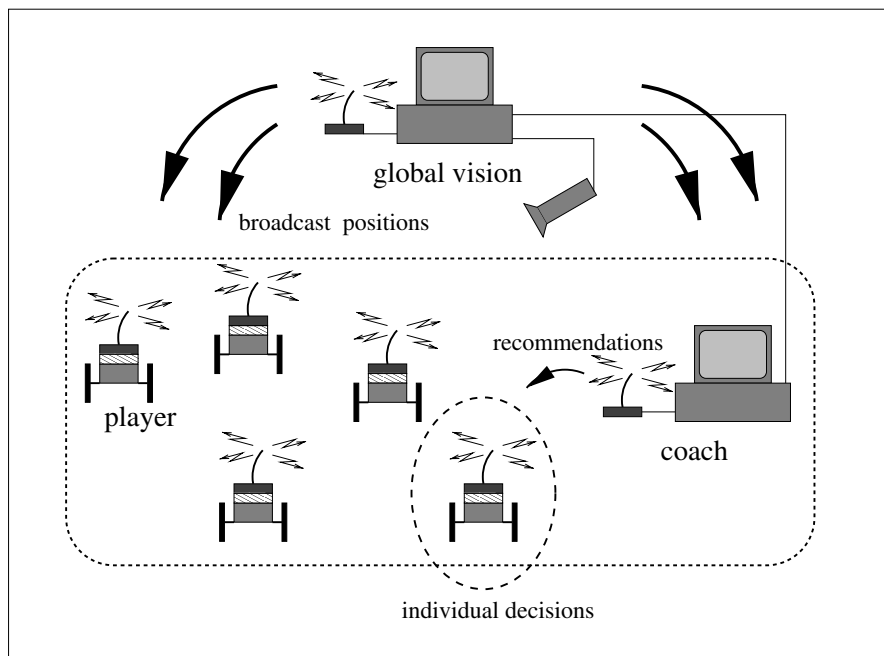 global vision
broadcast positions
recommendations
player
coach
individual decisions